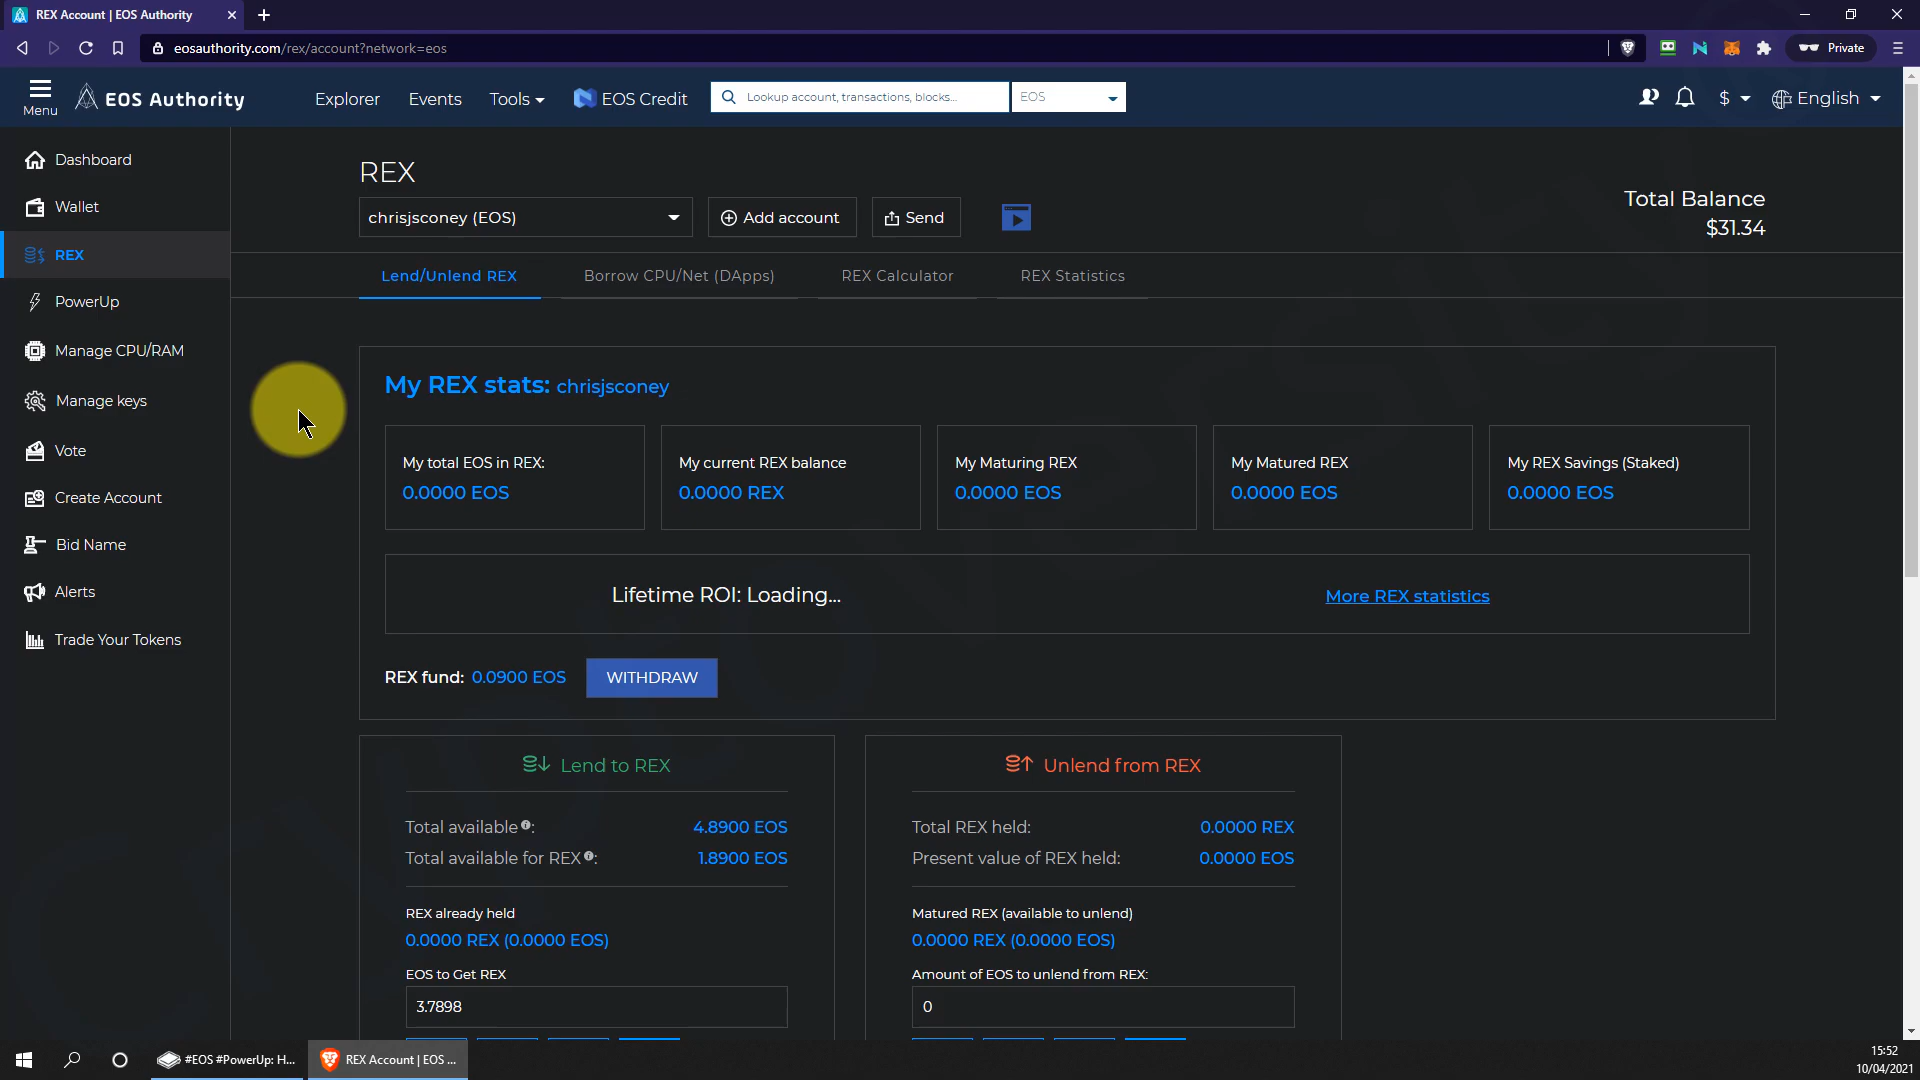 REX Account | EOS Authority
eosauthority.com/rex/account?network=eos
Private
Menu
EOS Authority
Explorer
Events
Tools
EOS Credit
Lookup account, transactions, blocks...
EOS
$
English
Dashboard
Wallet
REX
PowerUp
Manage CPU/RAM
Manage keys
Vote
Create Account
Bid Name
Alerts
Trade Your Tokens
REX
chrisjsconey (EOS)
Add account
Send
Total Balance
$31.34
Lend/Unlend REX
Borrow CPU/Net (DApps)
REX Calculator
REX Statistics
My REX stats: chrisjsconey
My total EOS in REX:
0.0000 EOS
My current REX balance
0.0000 REX
My Maturing REX
0.0000 EOS
My Matured REX
0.0000 EOS
My REX Savings (Staked)
0.0000 EOS
Lifetime ROI: Loading...
More REX statistics
REX fund: 0.0900 EOS
WITHDRAW
Lend to REX
Total available: 4.8900 EOS
Total available for REX: 1.8900 EOS
REX already held
0.0000 REX (0.0000 EOS)
EOS to Get REX
3.7898
Unlend from REX
Total REX held: 0.0000 REX
Present value of REX held: 0.0000 EOS
Matured REX (available to unlend)
0.0000 REX (0.0000 EOS)
Amount of EOS to unlend from REX:
0
#EOS #PowerUp: H...
REX Account | EOS ...
15:52
10/04/2021